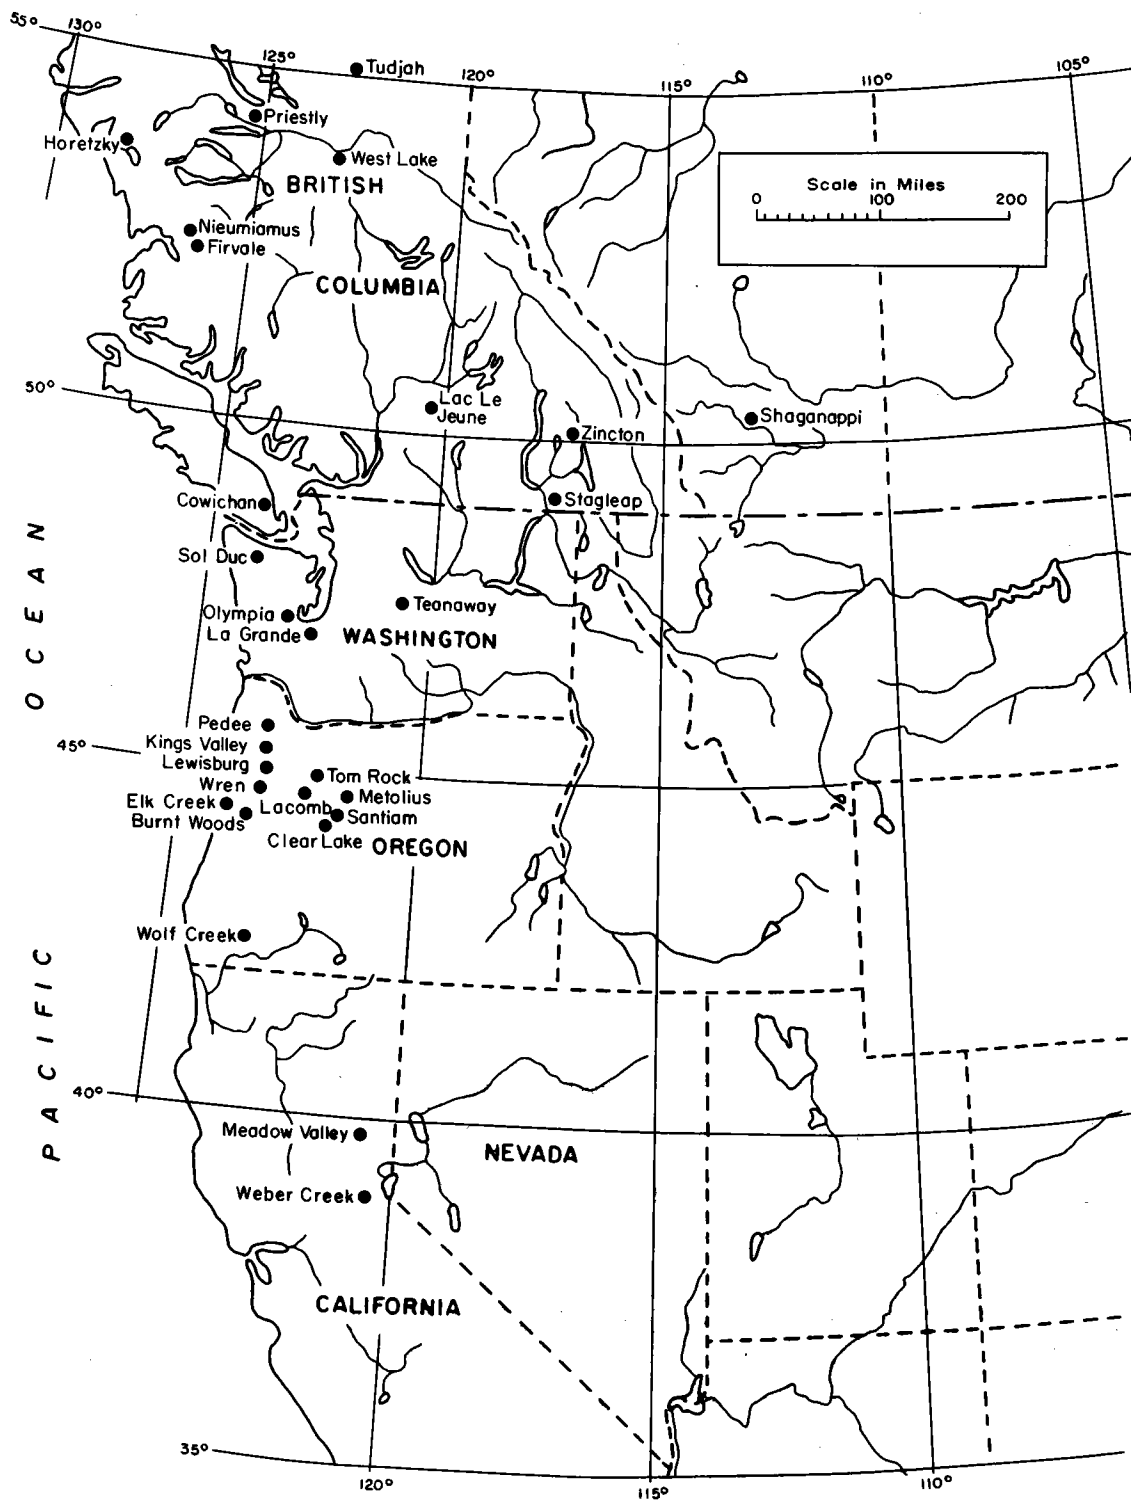 55°
130°
125°
Tudjah
120°
115°
110°
105°
Priestly
Horetzky
West Lake
BRITISH
Scale in Miles
0 100 200
Nieumiamus
Firvale
COLUMBIA
50°
Lac Le
Jeune
Shaganappi
Zincton
Cowichan
Stagleap
Sol Duc
Olympia
Teanaway
La Grande
WASHINGTON
PACIFIC OCEAN
Pedee
45°
Kings Valley
Lewisburg
Tom Rock
Wren
Metolius
Elk Creek
Lacomb
Burnt Woods
Santiam
Clear Lake
OREGON
Wolf Creek
40°
Meadow Valley
NEVADA
Weber Creek
CALIFORNIA
35°
120°
115°
110°